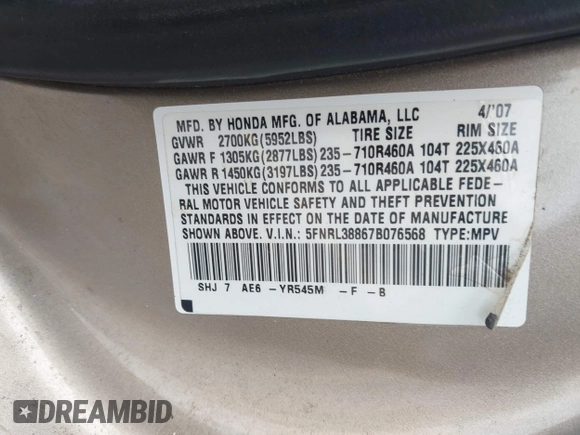 MFD. BY HONDA MFG. OF ALABAMA, LLC 4/'07
GVWR 2700KG(5952LBS) TIRE SIZE RIM SIZE
GAWR F 1305KG(2877LBS)235-710R460A 104T 225X460A
GAWR R 1450KG(3197LBS)235-710R460A 104T 225X460A
THIS VEHICLE CONFORMS TO ALL APPLICABLE FEDE-
RAL MOTOR VEHICLE SAFETY AND THEFT PREVENTION
STANDARDS IN EFFECT ON THE DATE OF MANUFACTURE
SHOWN ABOVE. V.I.N.: 5FNRL38867B076568 TYPE:MPV
SHJ 7 AE6 -YR545M -F -B
DREAMBID